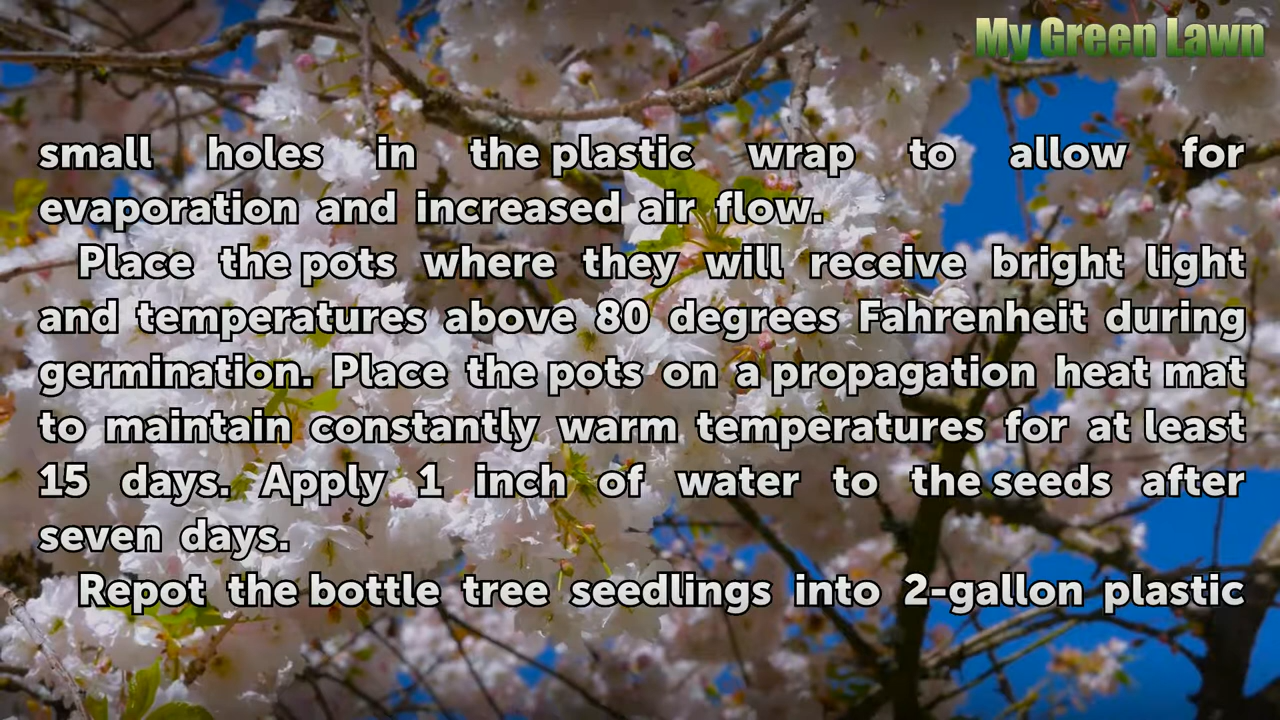 My Green Lawn
small holes in the plastic wrap to allow for
evaporation and increased air flow.
Place the pots where they will receive bright light
and temperatures above 80 degrees Fahrenheit during
germination. Place the pots on a propagation heat mat
to maintain constantly warm temperatures for at least
15 days. Apply 1 inch of water to the seeds after
seven days.
Repot the bottle tree seedlings into 2-gallon plastic